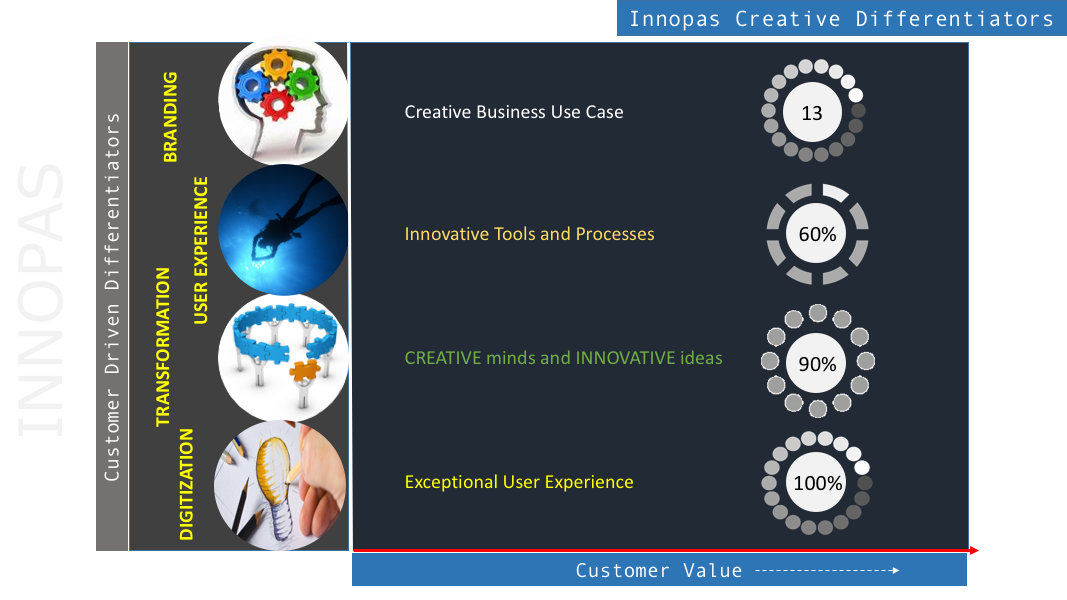 Innopas Creative Differentiators
INNOPAS
Customer Driven Differentiators
BRANDING
USER EXPERIENCE
TRANSFORMATION
DIGITIZATION
Creative Business Use Case
13
Innovative Tools and Processes
60%
CREATIVE minds and INNOVATIVE ideas
90%
Exceptional User Experience
100%
Customer Value